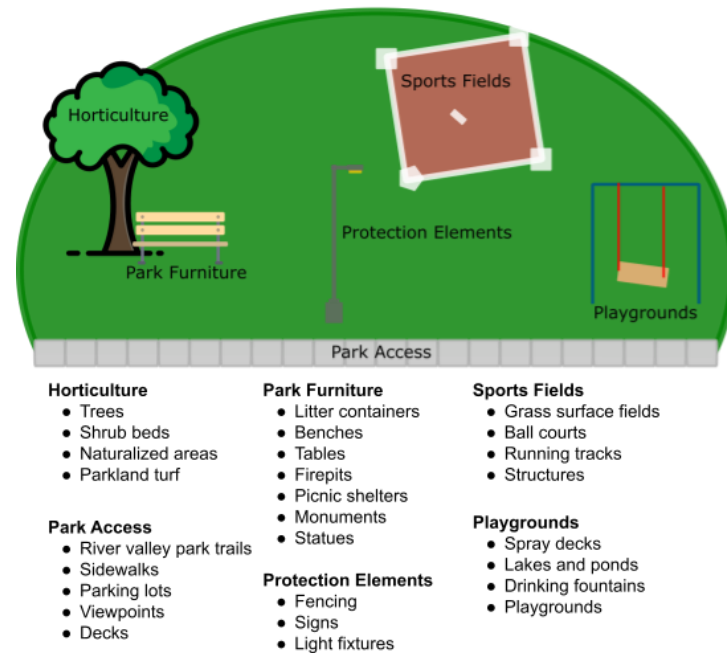 Sports Fields
Horticulture
Protection Elements
Park Furniture
Playgrounds
Park Access
Horticulture
● Trees
● Shrub beds
● Naturalized areas
● Parkland turf
Park Access
● River valley park trails
● Sidewalks
● Parking lots
● Viewpoints
● Decks
Park Furniture
● Litter containers
● Benches
● Tables
● Firepits
● Picnic shelters
● Monuments
● Statues
Protection Elements
● Fencing
● Signs
● Light fixtures
Sports Fields
● Grass surface fields
● Ball courts
● Running tracks
● Structures
Playgrounds
● Spray decks
● Lakes and ponds
● Drinking fountains
● Playgrounds